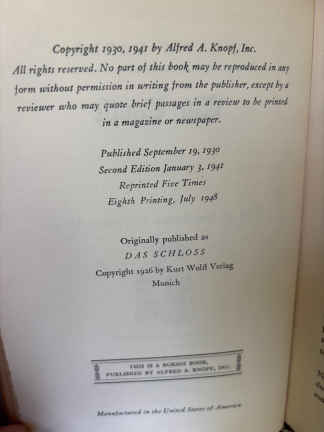 Copyright 1930, 1941 by Alfred A. Knopf, Inc.
All rights reserved. No part of this book may be reproduced in any
form without permission in writing from the publisher, except by a
reviewer who may quote brief passages in a review to be printed
in a magazine or newspaper.
Published September 19, 1930
Second Edition January 3, 1941
Reprinted Five Times
Eighth Printing, July 1948
Originally published as
DAS SCHLOSS
Copyright 1926 by Kurt Wolff Verlag
Munich
THIS IS A BORZOI BOOK,
PUBLISHED BY ALFRED A. KNOPF, INC.
Manufactured in the United States of America